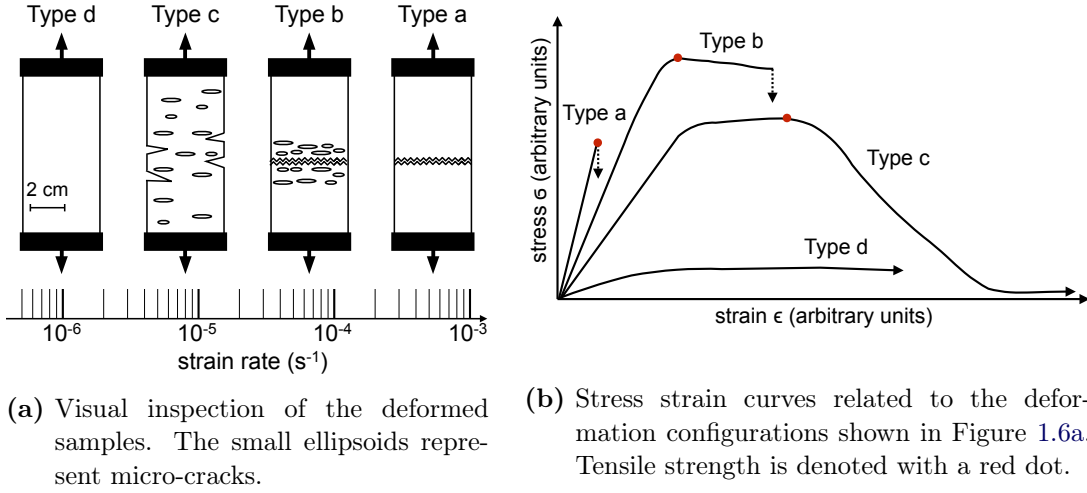 Type d Type c Type b Type a
2 cm
10-6 10-5 10-4 10-3
strain rate (s-1)
(a) Visual inspection of the deformed
samples. The small ellipsoids repre-
sent micro-cracks.
stress ϭ (arbitrary units)
Type a
Type b
Type c
Type d
strain ϵ (arbitrary units)
(b) Stress strain curves related to the defor-
mation configurations shown in Figure 1.6a.
Tensile strength is denoted with a red dot.